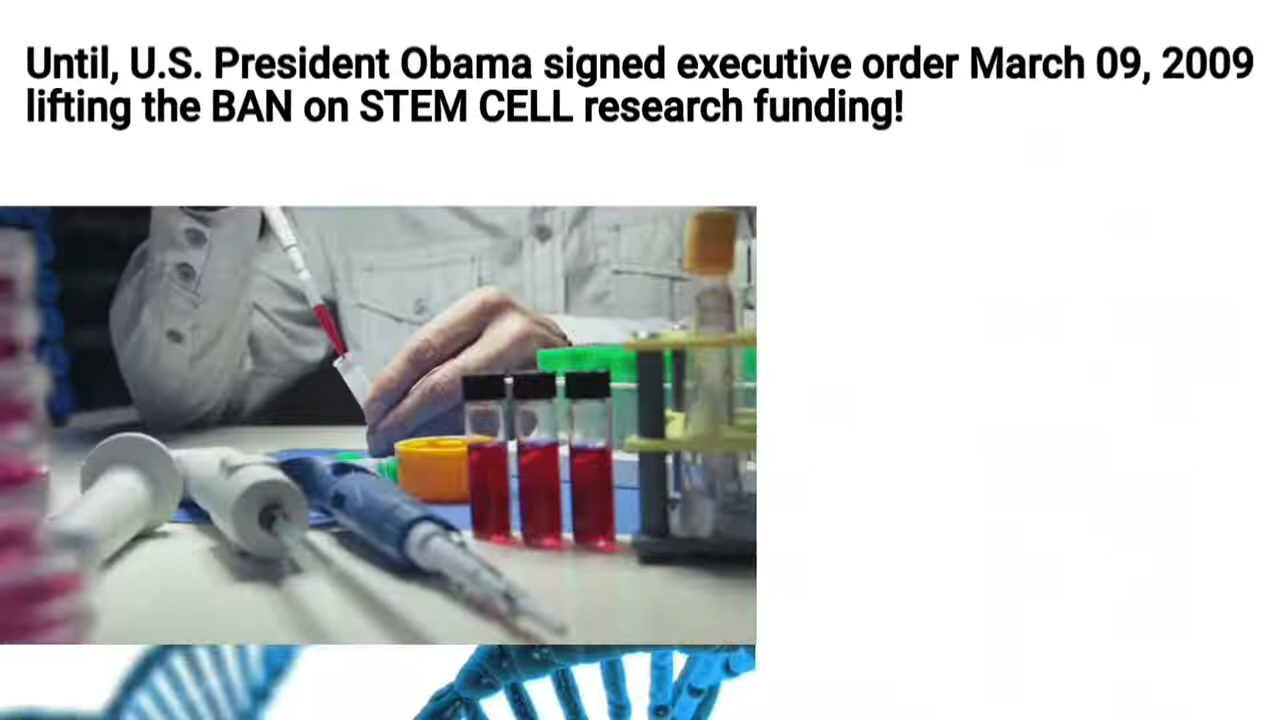 Until, U.S. President Obama signed executive order March 09, 2009
lifting the BAN on STEM CELL research funding!